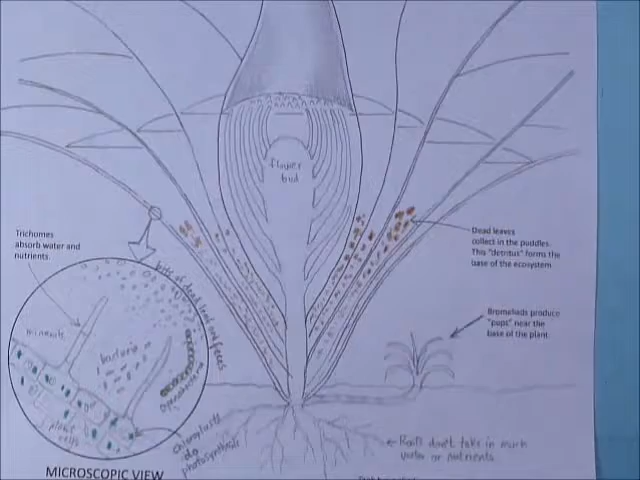 flower
bud
Trichomes
absorb water and
nutrients.
Dead leaves
collect in the puddles.
This "detritus" forms the
base of the ecosystem
Bromeliads produce
"pups" near the
base of the plant.
bits of dead leaf and feces
minerals
bacteria
plant
cells
chloroplasts
do
photosynthesis
Roots don't take in much
water or nutrients
MICROSCOPIC VIEW